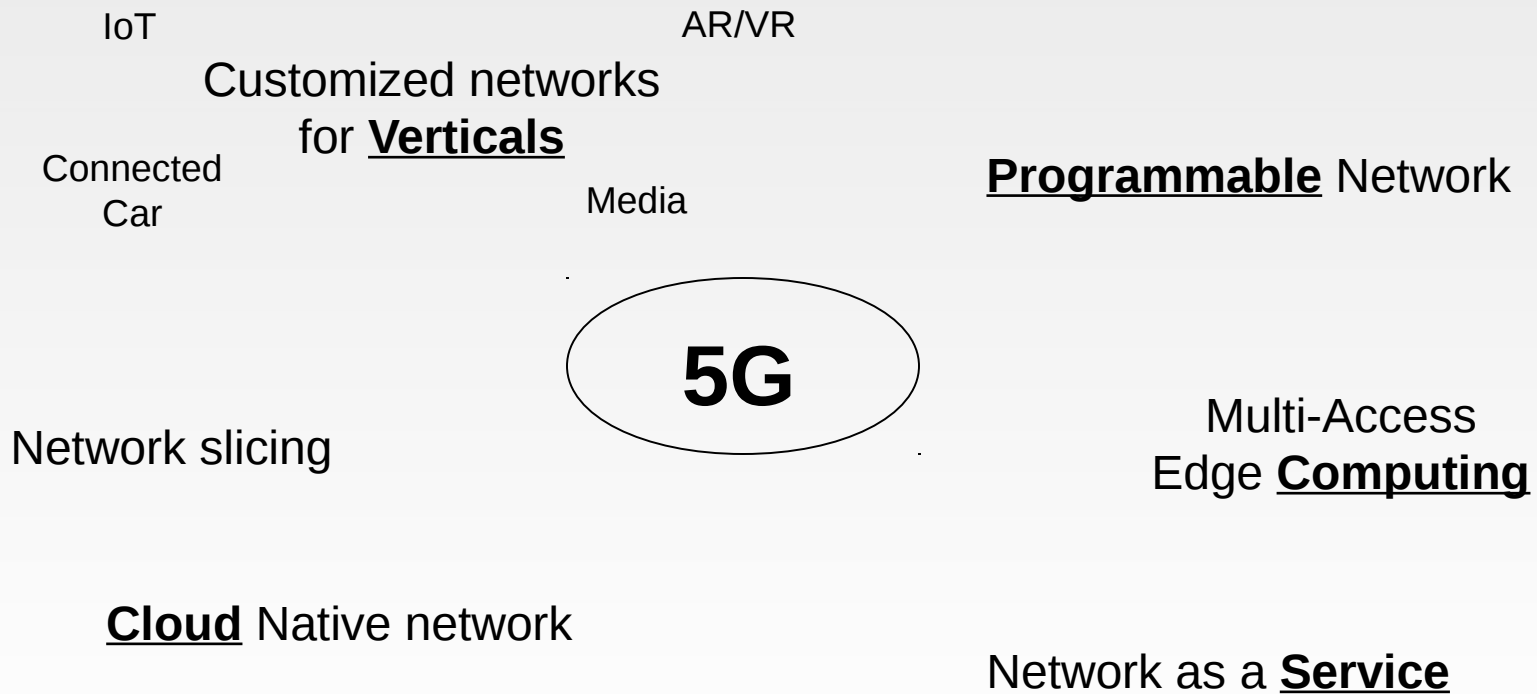 IoT
AR/VR
Customized networks
for Verticals
Connected
Car
Media
Programmable Network
5G
Network slicing
Multi-Access
Edge Computing
Cloud Native network
Network as a Service